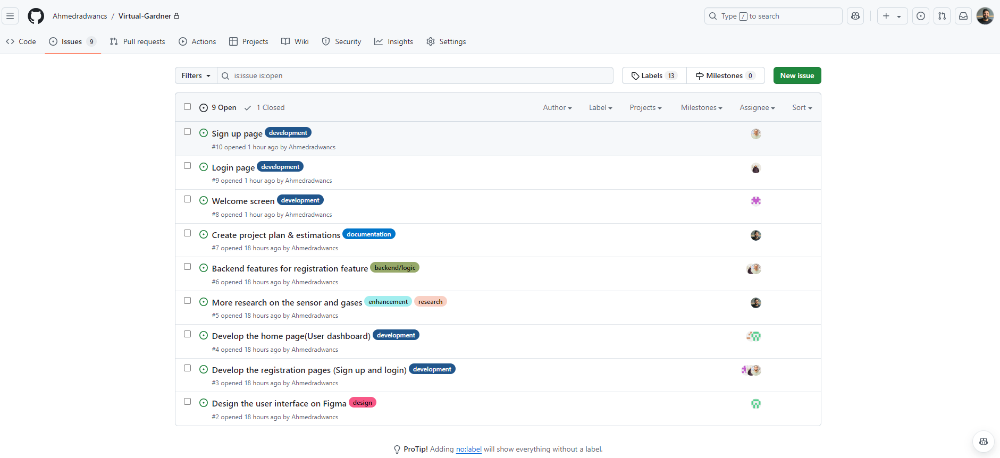 Ahmedradwancs / Virtual-Gardner
Type / to search
Code Issues 9 Pull requests Actions Projects Wiki Security Insights Settings
Filters is:issue is:open Labels 13 Milestones 0 New issue
9 Open 1 Closed Author Label Projects Milestones Assignee Sort
Sign up page development
#10 opened 1 hour ago by Ahmedradwancs
Login page development
#9 opened 1 hour ago by Ahmedradwancs
Welcome screen development
#8 opened 1 hour ago by Ahmedradwancs
Create project plan & estimations documentation
#7 opened 18 hours ago by Ahmedradwancs
Backend features for registration feature backend/logic
#6 opened 18 hours ago by Ahmedradwancs
More research on the sensor and gases enhancement research
#5 opened 18 hours ago by Ahmedradwancs
Develop the home page(User dashboard) development
#4 opened 18 hours ago by Ahmedradwancs
Develop the registration pages (Sign up and login) development
#3 opened 18 hours ago by Ahmedradwancs
Design the user interface on Figma design
#2 opened 18 hours ago by Ahmedradwancs
ProTip! Adding no:label will show everything without a label.